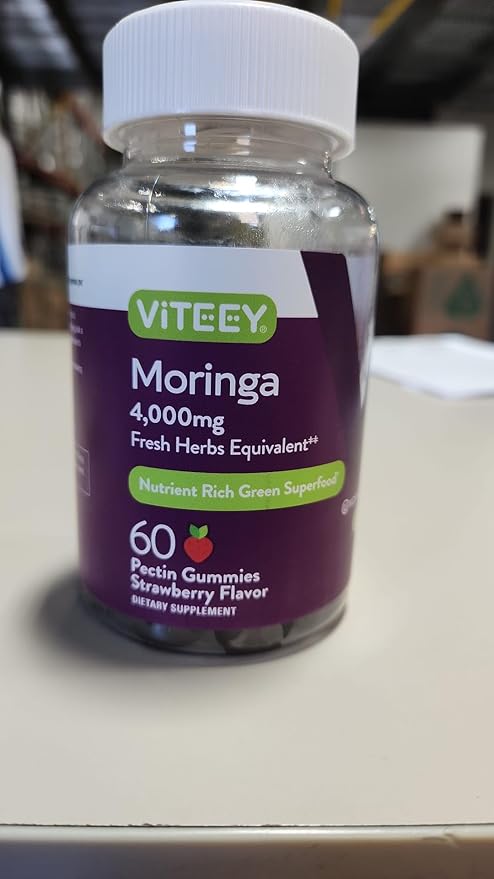 ViTEEY®
Moringa
4,000mg
Fresh Herbs Equivalent‡‡
Nutrient Rich Green Superfood
60
Pectin Gummies
Strawberry Flavor
DIETARY SUPPLEMENT